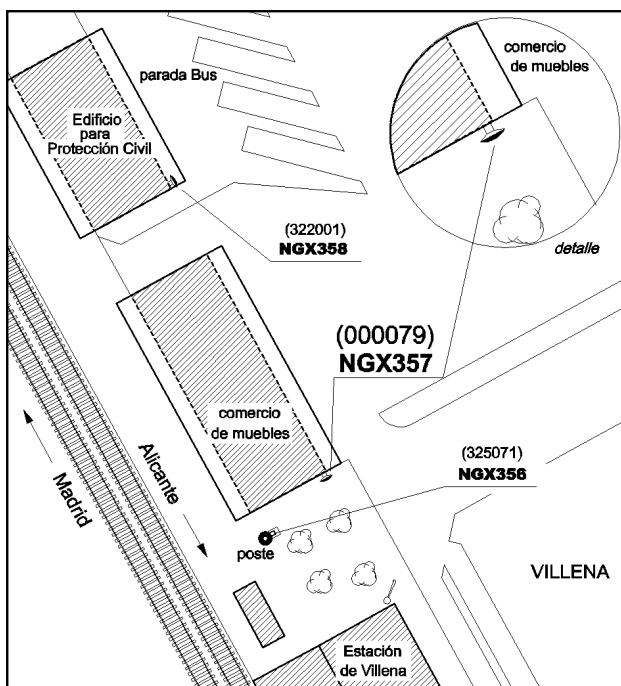 parada Bus
Edificio
para
Protección Civil
(322001)
NGX358
comercio
de muebles
detalle
(000079)
NGX357
comercio
de muebles
(325071)
NGX356
Alicante
Madrid
poste
VILLENA
Estación
de Villena